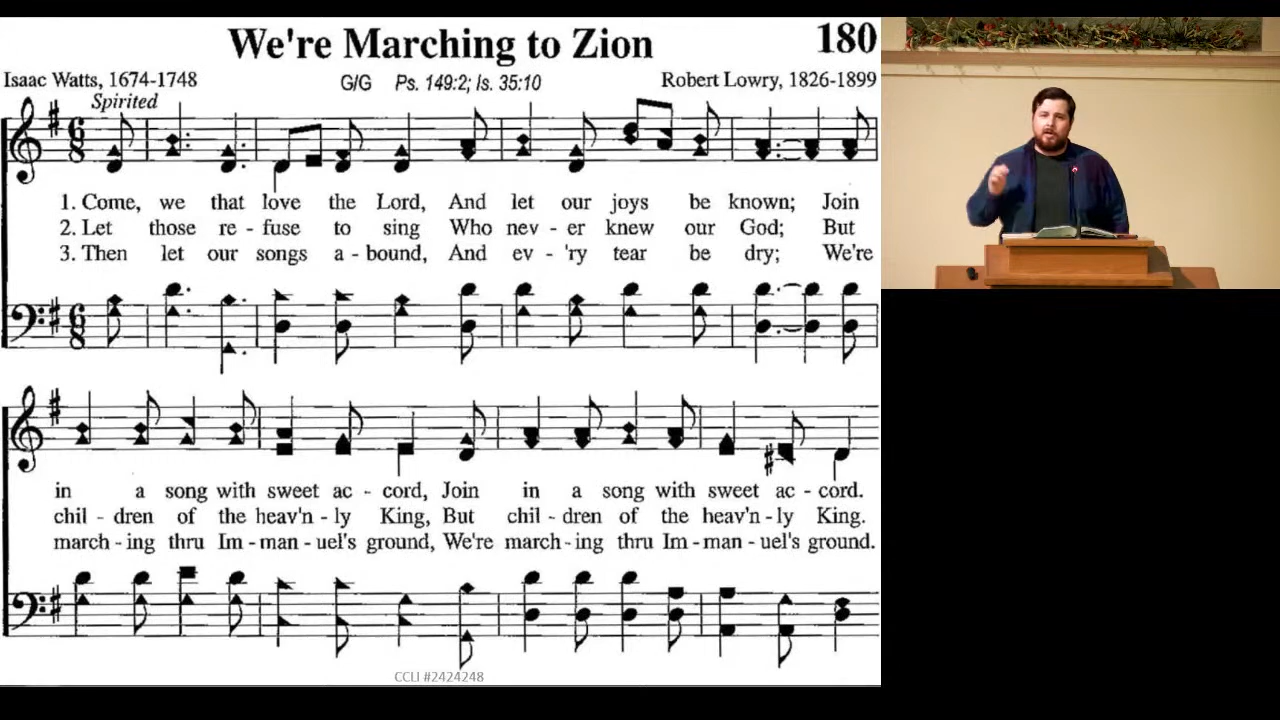 We're Marching to Zion 180
Isaac Watts, 1674-1748 G/G Ps. 149:2; Is. 35:10 Robert Lowry, 1826-1899
Spirited
6
8
1. Come, we that love the Lord, And let our joys be known; Join
2. Let those re - fuse to sing Who nev - er knew our God; But
3. Then let our songs a - bound, And ev - 'ry tear be dry; We're
6
8
in a song with sweet ac - cord, Join in a song with sweet ac - cord.
chil - dren of the heav'n - ly King, But chil - dren of the heav'n - ly King.
march - ing thru Im - man - uel's ground, We're march - ing thru Im - man - uel's ground.
CCLI #2424248